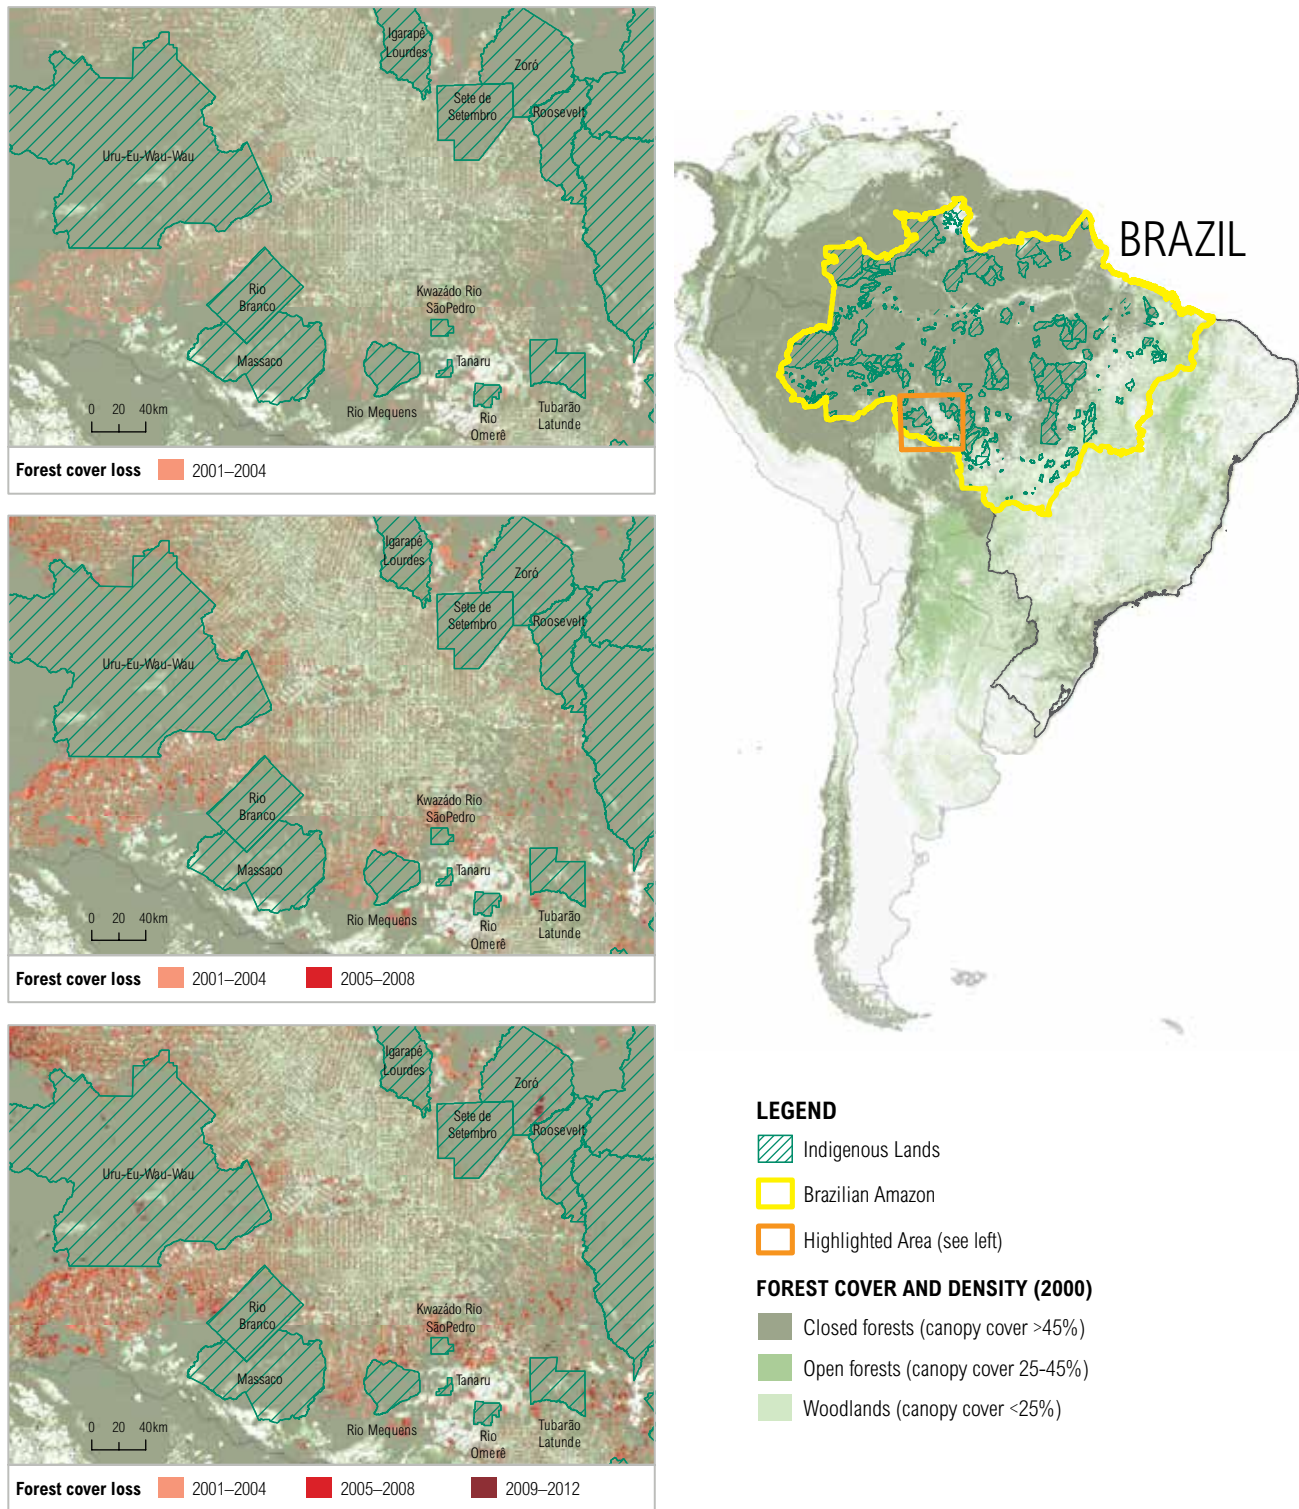 Igarapé
Lourdes
Zoró
Sete de
Setembro
Roosevelt
Uru-Eu-Wau-Wau
Rio
Branco
Kwazádo Rio
SãoPedro
Massaco
Tanaru
Rio Mequens
Rio
Omerê
Tubarão
Latunde
0 20 40km
Forest cover loss 2001–2004
Igarapé
Lourdes
Zoró
Sete de
Setembro
Roosevelt
Uru-Eu-Wau-Wau
Rio
Branco
Kwazádo Rio
SãoPedro
Massaco
Tanaru
Rio Mequens
Rio
Omerê
Tubarão
Latunde
0 20 40km
Forest cover loss 2001–2004 2005–2008
Igarapé
Lourdes
Zoró
Sete de
Setembro
Roosevelt
Uru-Eu-Wau-Wau
Rio
Branco
Kwazádo Rio
SãoPedro
Massaco
Tanaru
Rio Mequens
Rio
Omerê
Tubarão
Latunde
0 20 40km
Forest cover loss 2001–2004 2005–2008 2009–2012
BRAZIL
LEGEND
Indigenous Lands
Brazilian Amazon
Highlighted Area (see left)
FOREST COVER AND DENSITY (2000)
Closed forests (canopy cover >45%)
Open forests (canopy cover 25-45%)
Woodlands (canopy cover <25%)